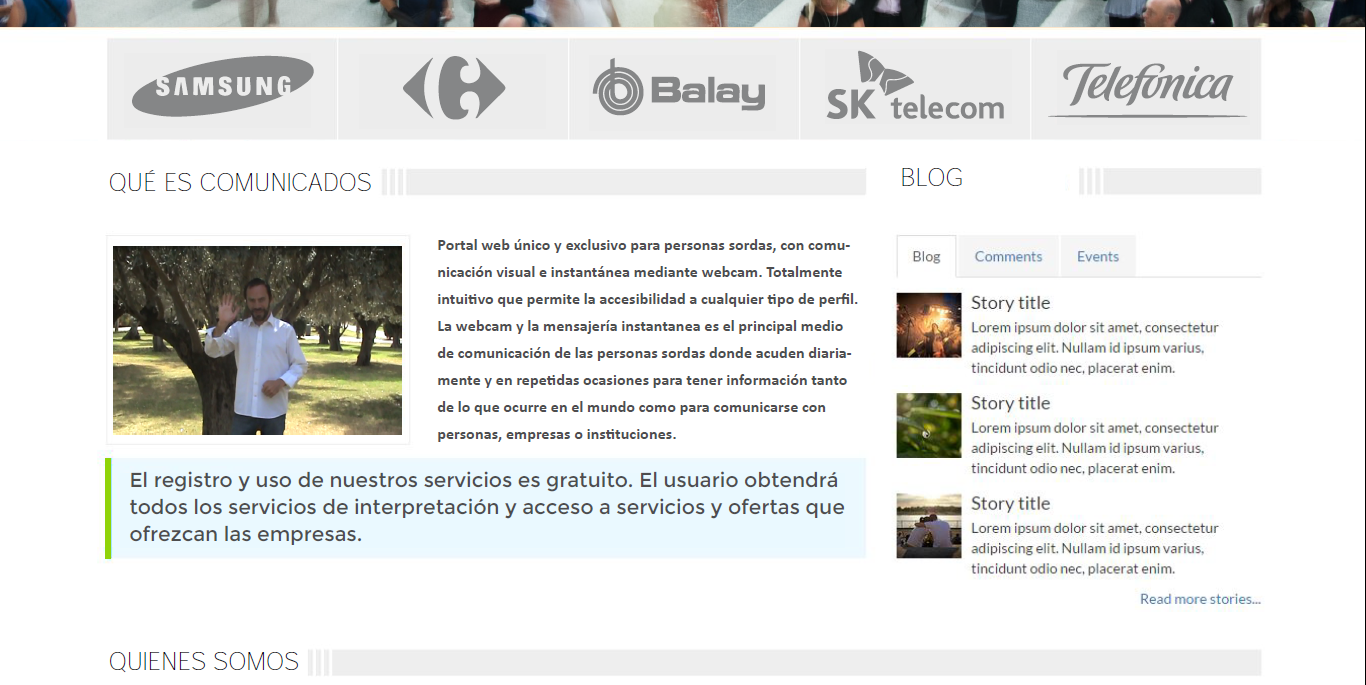 SAMSUNG
Balay
SK telecom
Telefónica
QUÉ ES COMUNICADOS
Portal web único y exclusivo para personas sordas, con comu-
nicación visual e instantánea mediante webcam. Totalmente
intuitivo que permite la accesibilidad a cualquier tipo de perfil.
La webcam y la mensajería instantanea es el principal medio
de comunicación de las personas sordas donde acuden diaria-
mente y en repetidas ocasiones para tener información tanto
de lo que ocurre en el mundo como para comunicarse con
personas, empresas o instituciones.
El registro y uso de nuestros servicios es gratuito. El usuario obtendrá
todos los servicios de interpretación y acceso a servicios y ofertas que
ofrezcan las empresas.
BLOG
Blog Comments Events
Story title
Lorem ipsum dolor sit amet, consectetur
adipiscing elit. Nullam id ipsum varius,
tincidunt odio nec, placerat enim.
Story title
Lorem ipsum dolor sit amet, consectetur
adipiscing elit. Nullam id ipsum varius,
tincidunt odio nec, placerat enim.
Story title
Lorem ipsum dolor sit amet, consectetur
adipiscing elit. Nullam id ipsum varius,
tincidunt odio nec, placerat enim.
Read more stories...
QUIENES SOMOS